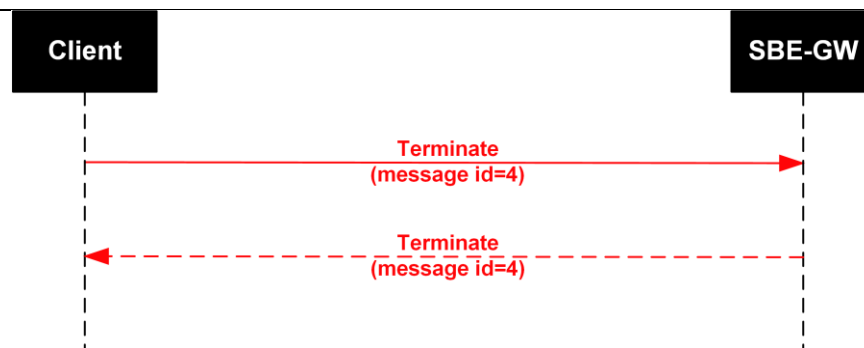 Client
SBE-GW
Terminate
(message id=4)
Terminate
(message id=4)